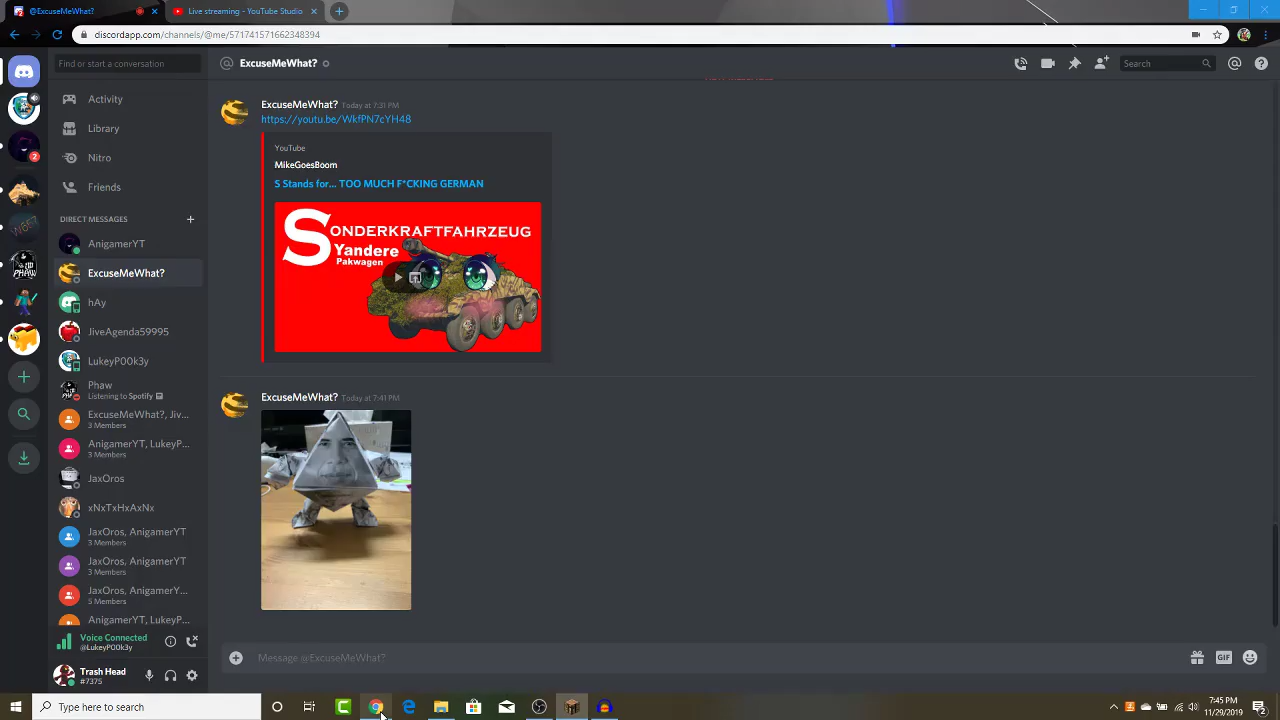 @ExcuseMeWhat?
Live streaming - YouTube Studio
discordapp.com/channels/@me/571741571662348394
Find or start a conversation
ExcuseMeWhat?
Search
Activity
Library
Nitro
Friends
DIRECT MESSAGES
AnigamerYT
ExcuseMeWhat?
hAy
JiveAgenda59995
LukeyP00k3y
Phaw
Listening to Spotify
ExcuseMeWhat?, Jiv...
3 Members
AnigamerYT, LukeyP...
3 Members
JaxOros
xNxTxHxAxNx
JaxOros, AnigamerYT
3 Members
JaxOros, AnigamerYT
3 Members
JaxOros, AnigamerY...
5 Members
AnigamerYT, LukeyP...
Voice Connected
@LukeyP00k3y
Trash Head
#7375
2
PHAW
ExcuseMeWhat? Today at 7:31 PM
https://youtu.be/WkfPN7cYH48
YouTube
MikeGoesBoom
S Stands for... TOO MUCH F*CKING GERMAN
SONDERKRAFTFAHRZEUG
Yandere
Pakwagen
ExcuseMeWhat? Today at 7:41 PM
Message @ExcuseMeWhat?
GIF
Type here to search
7:45 PM
11/29/2019
2